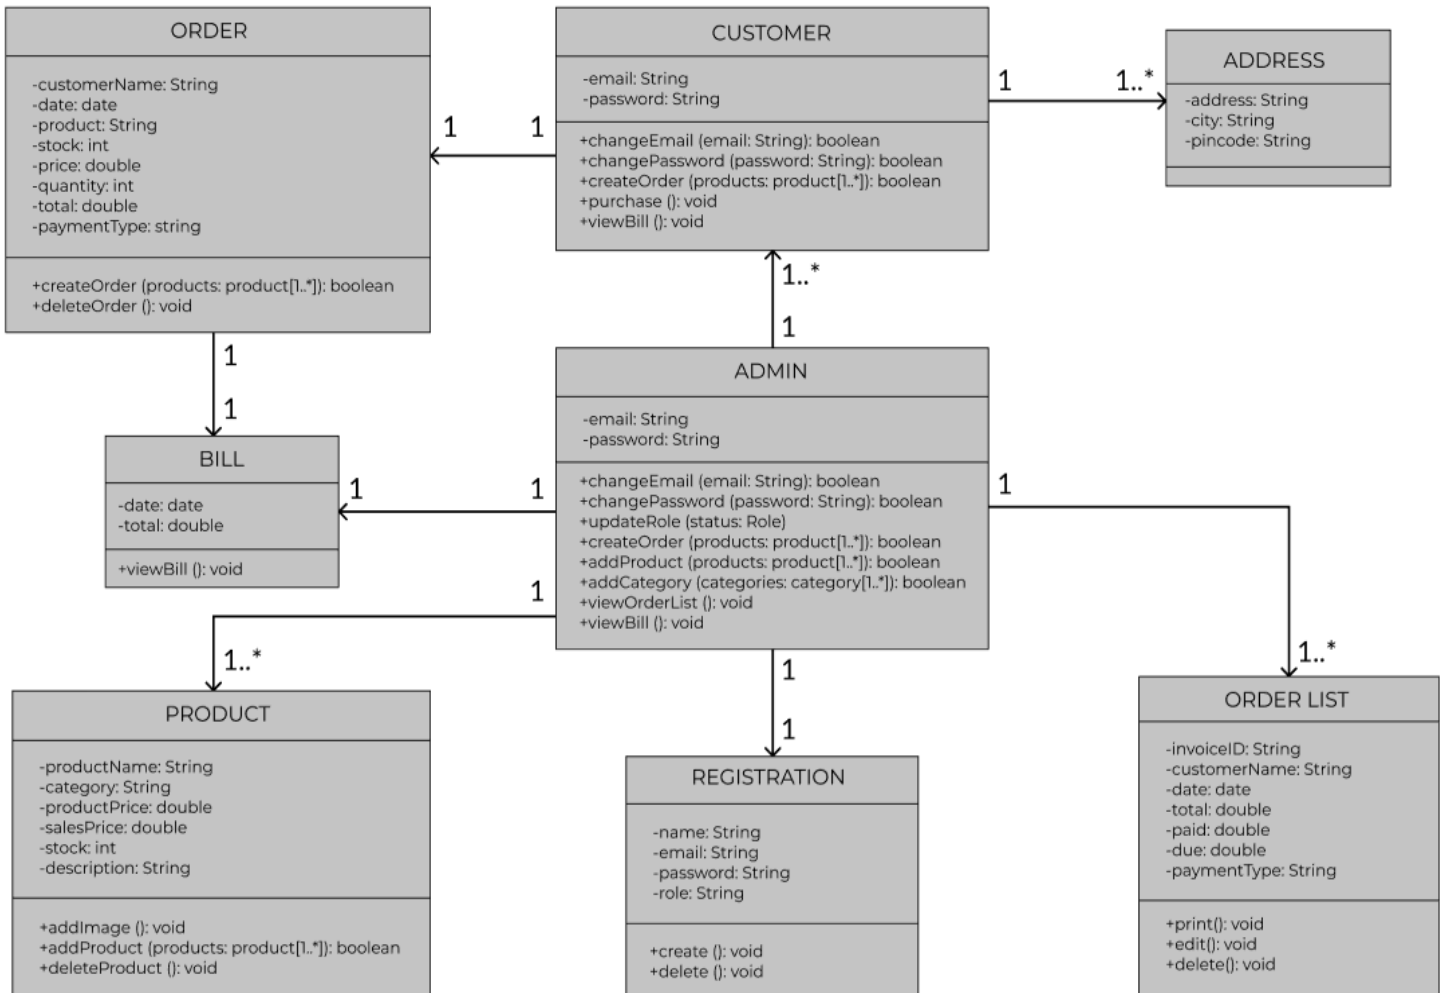 ORDER
-customerName: String
-date: date
-product: String
-stock: int
-price: double
-quantity: int
-total: double
-paymentType: string
+createOrder (products: product[1..*]): boolean
+deleteOrder (): void
1
1
CUSTOMER
-email: String
-password: String
+changeEmail (email: String): boolean
+changePassword (password: String): boolean
+createOrder (products: product[1..*]): boolean
+purchase (): void
+viewBill (): void
1
1..*
ADDRESS
-address: String
-city: String
-pincode: String
1..*
1
1
1
BILL
-date: date
-total: double
+viewBill (): void
1
1
ADMIN
-email: String
-password: String
+changeEmail (email: String): boolean
+changePassword (password: String): boolean
+updateRole (status: Role)
+createOrder (products: product[1..*]): boolean
+addProduct (products: product[1..*]): boolean
+addCategory (categories: category[1..*]): boolean
+viewOrderList (): void
+viewBill (): void
1
1..*
1
1..*
1
1
PRODUCT
-productName: String
-category: String
-productPrice: double
-salesPrice: double
-stock: int
-description: String
+addImage (): void
+addProduct (products: product[1..*]): boolean
+deleteProduct (): void
REGISTRATION
-name: String
-email: String
-password: String
-role: String
+create (): void
+delete (): void
ORDER LIST
-invoiceID: String
-customerName: String
-date: date
-total: double
-paid: double
-due: double
-paymentType: String
+print(): void
+edit(): void
+delete(): void